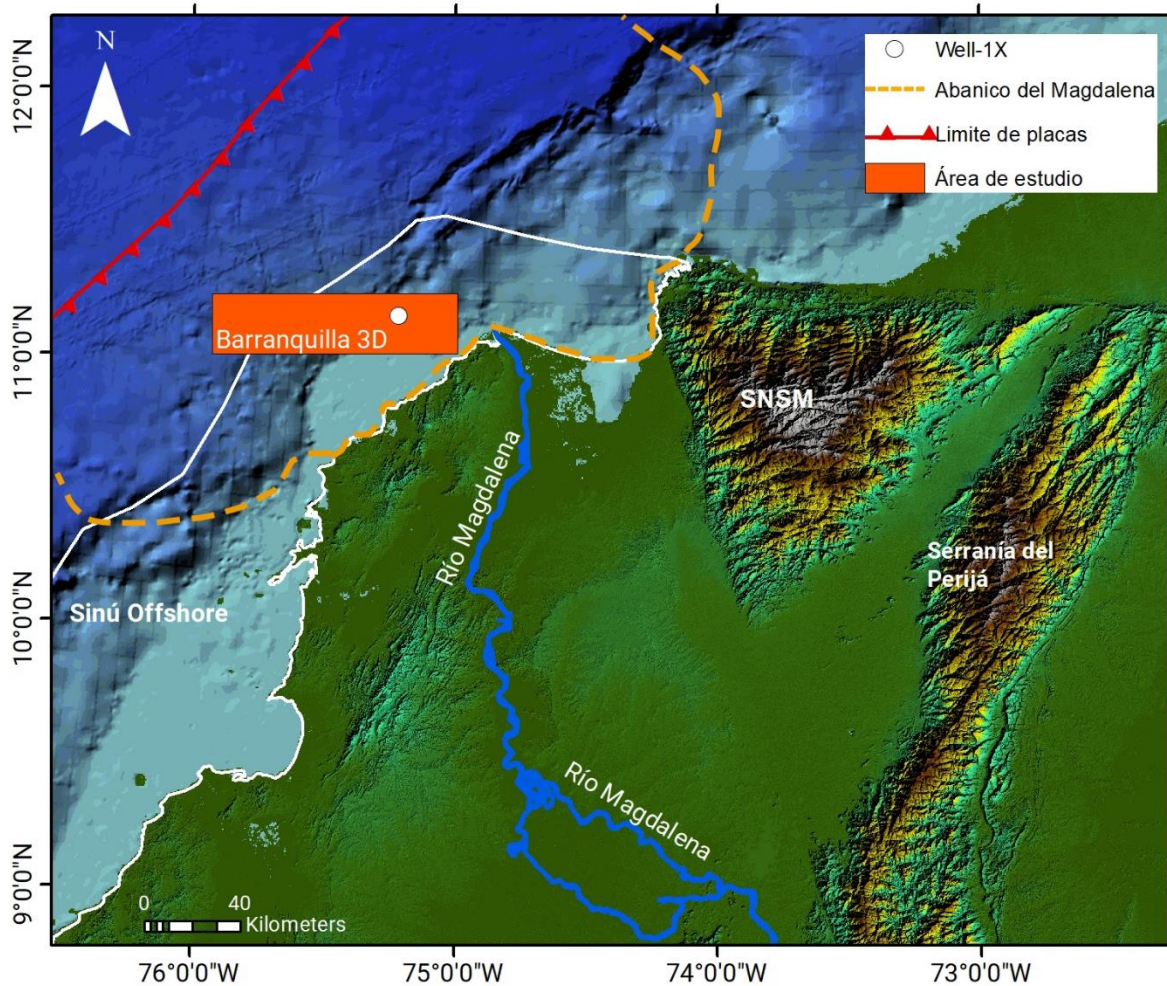 N
Well-1X
Abanico del Magdalena
Limite de placas
Área de estudio
12°0'0"N
11°0'0"N
10°0'0"N
9°0'0"N
Barranquilla 3D
SNSM
Río Magdalena
Serranía del
Perijá
Sinú Offshore
Río Magdalena
0 40
Kilometers
76°0'0"W
75°0'0"W
74°0'0"W
73°0'0"W